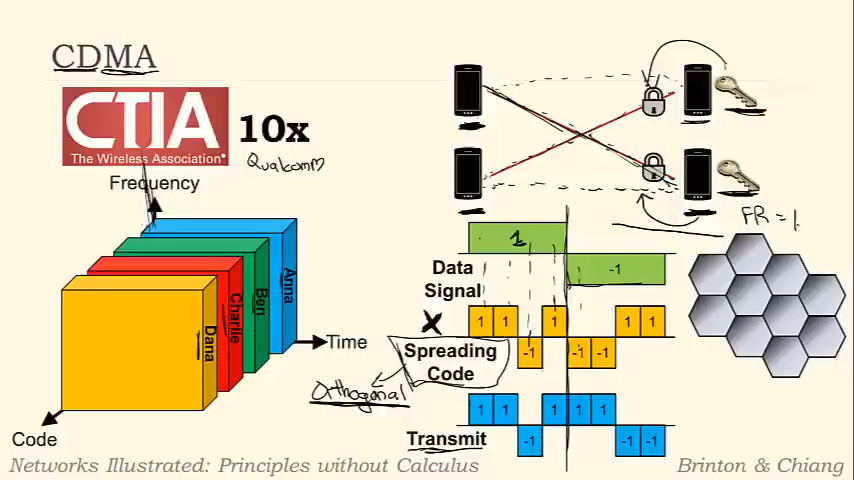 CDMA
CTIA
The Wireless Association
10x
Qualcomm
Frequency
Anna
Ben
Charlie
Dana
Time
Code
FR = 1
1
Data
Signal
-1
1 1 -1 1 -1 -1 1 1
X
Spreading
Code
Orthogonal
1 1 -1 1 1 1 -1 -1
Transmit
Networks Illustrated: Principles without Calculus
Brinton & Chiang